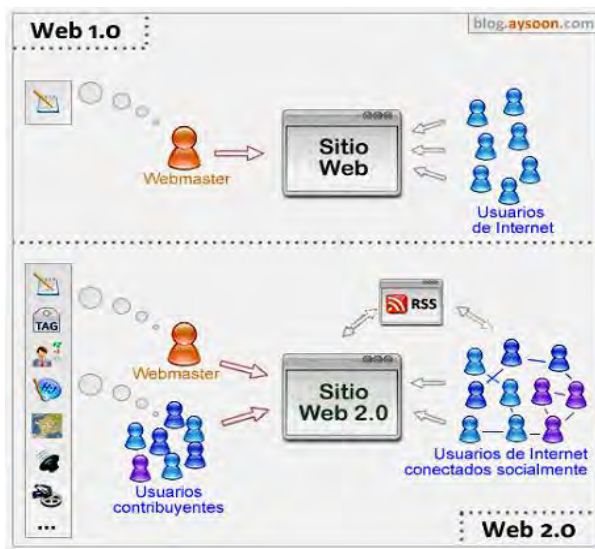 Web 1.0
blog.aysoon.com
Sitio
Web
Webmaster
Usuarios
de Internet
TAG
RSS
Webmaster
Sitio
Web 2.0
Usuarios
contribuyentes
Usuarios de Internet
conectados socialmente
...
Web 2.0